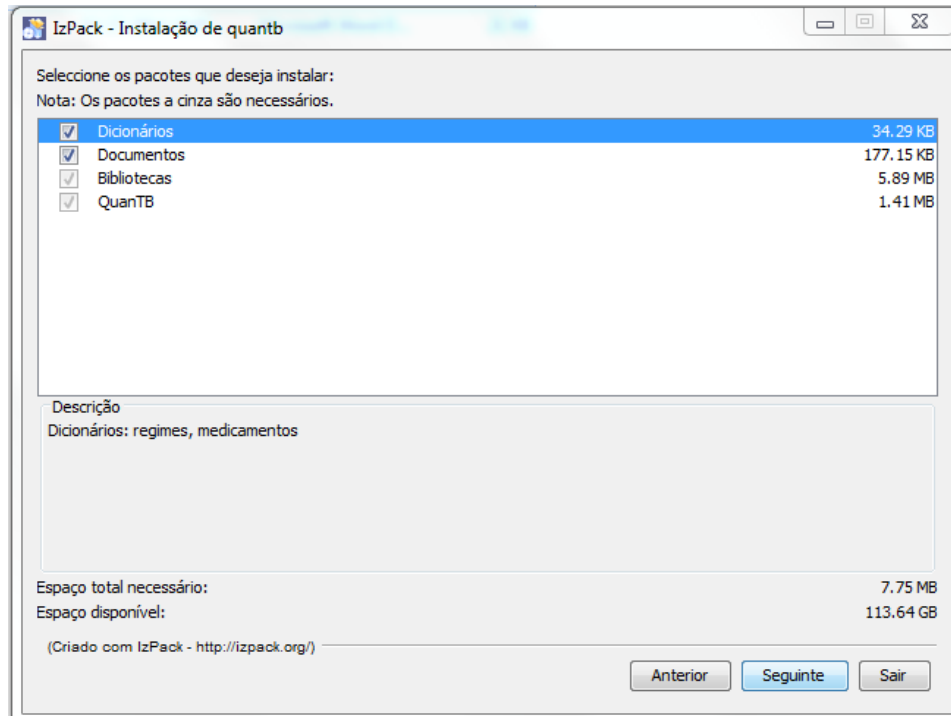 IzPack - Instalação de quantb
Seleccione os pacotes que deseja instalar:
Nota: Os pacotes a cinza são necessários.
Dicionários 34.29 KB
Documentos 177.15 KB
Bibliotecas 5.89 MB
QuanTB 1.41 MB
Descrição
Dicionários: regimes, medicamentos
Espaço total necessário: 7.75 MB
Espaço disponível: 113.64 GB
(Criado com IzPack - http://izpack.org/)
Anterior Seguinte Sair